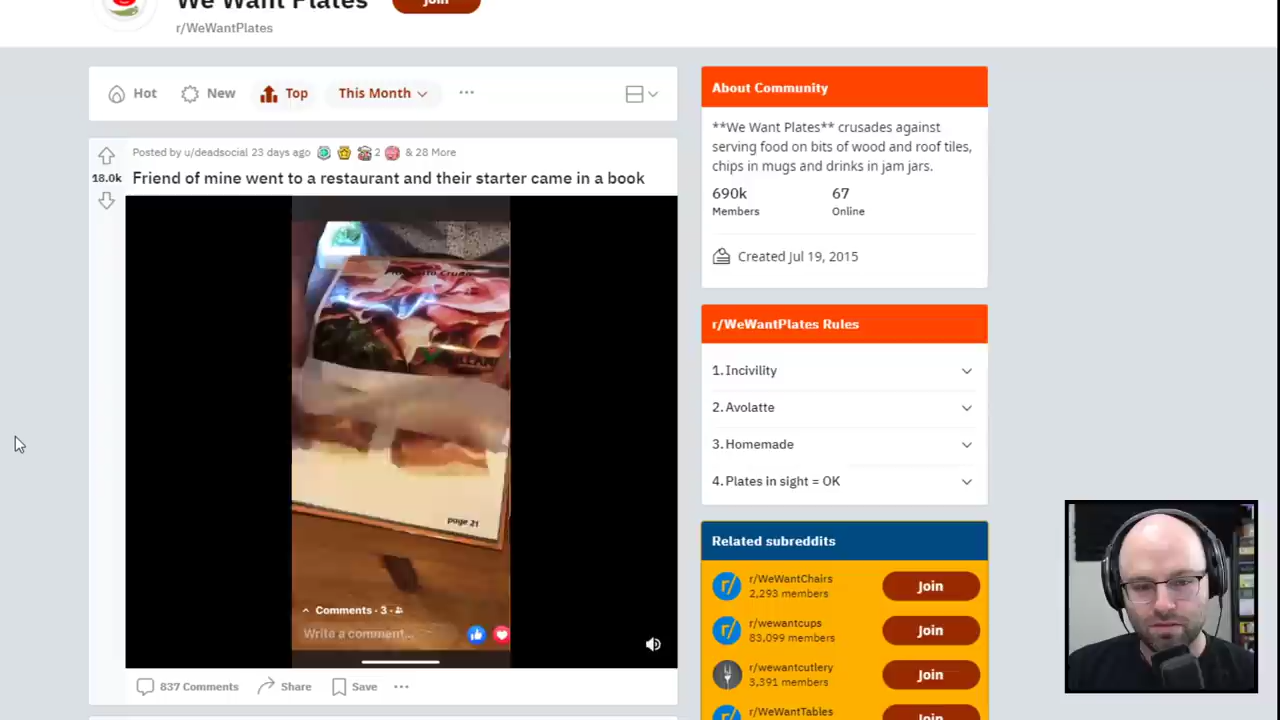 We Want Plates
Join
r/WeWantPlates
Hot
New
Top
This Month
Posted by u/deadsocial 23 days ago
2
& 28 More
18.0k
Friend of mine went to a restaurant and their starter came in a book
page 21
Comments · 3 ·
Write a comment...
837 Comments
Share
Save
About Community
**We Want Plates** crusades against
serving food on bits of wood and roof tiles,
chips in mugs and drinks in jam jars.
690k
67
Members
Online
Created Jul 19, 2015
r/WeWantPlates Rules
1. Incivility
2. Avolatte
3. Homemade
4. Plates in sight = OK
Related subreddits
r/WeWantChairs
2,293 members
Join
r/wewantcups
83,099 members
Join
r/wewantcutlery
3,391 members
Join
r/WeWantTables
Join